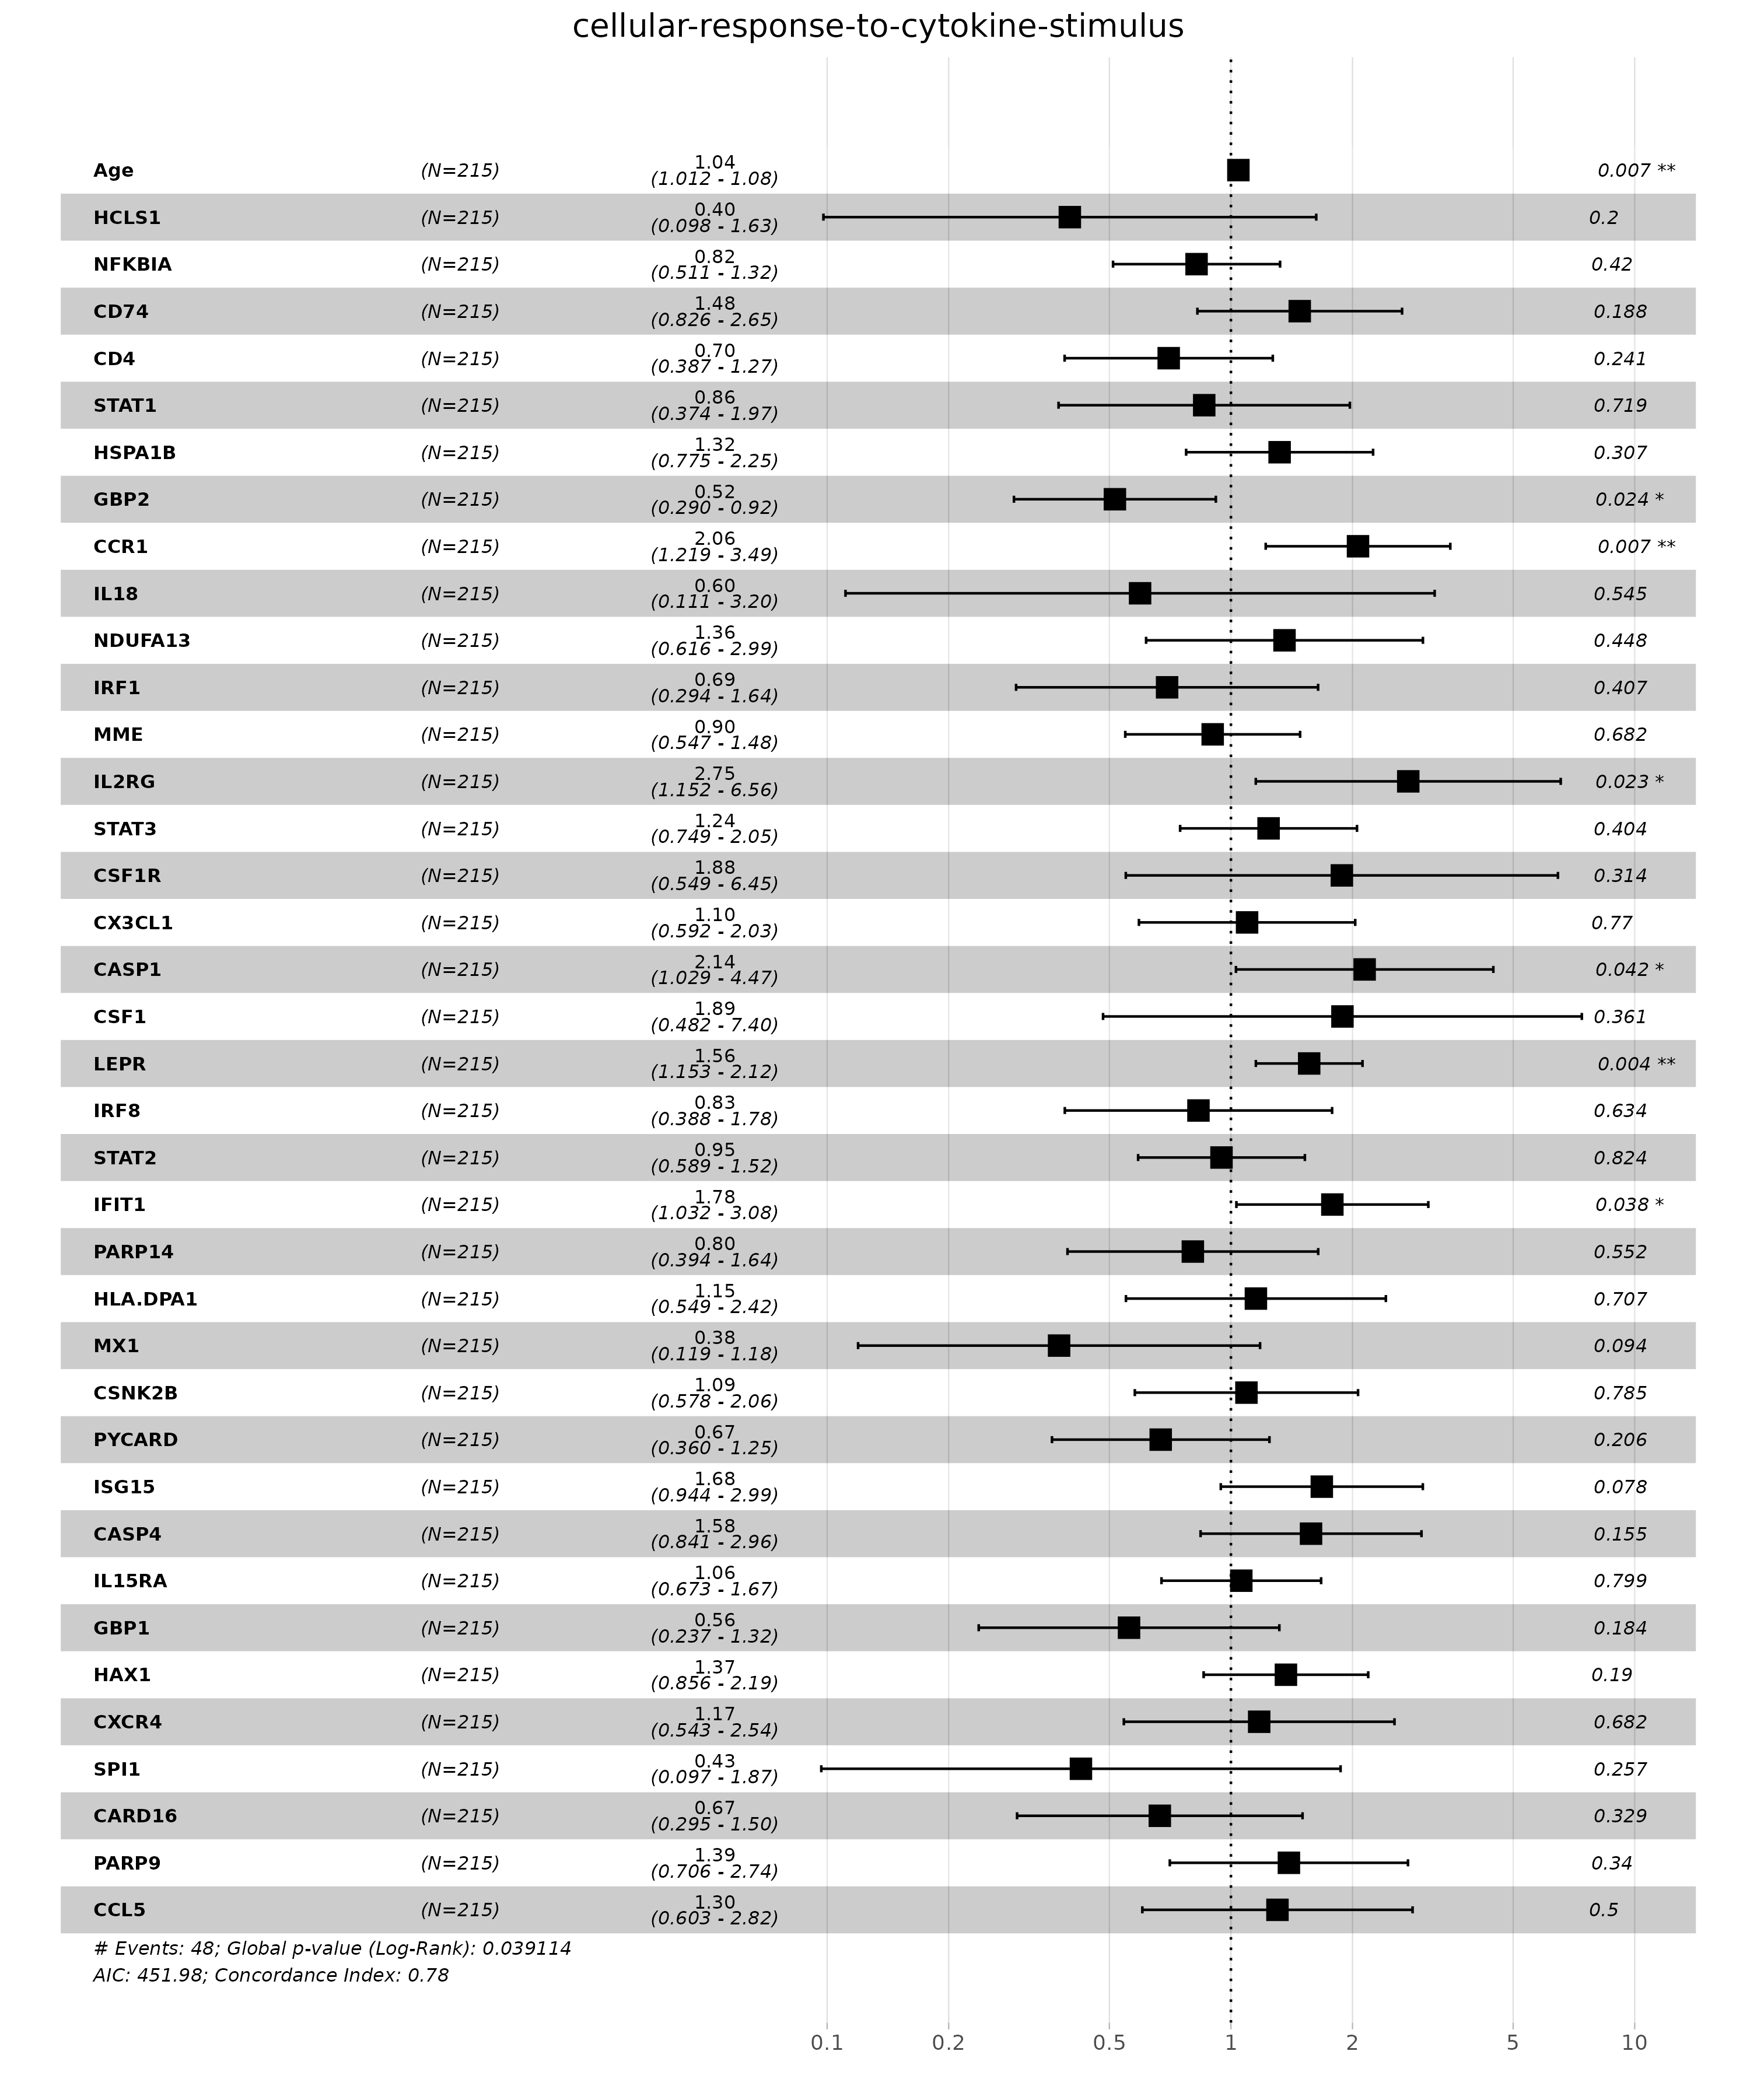 cellular-response-to-cytokine-stimulus
Age (N=215) 1.04 (1.012 - 1.08) 0.007 **
HCLS1 (N=215) 0.40 (0.098 - 1.63) 0.2
NFKBIA (N=215) 0.82 (0.511 - 1.32) 0.42
CD74 (N=215) 1.48 (0.826 - 2.65) 0.188
CD4 (N=215) 0.70 (0.387 - 1.27) 0.241
STAT1 (N=215) 0.86 (0.374 - 1.97) 0.719
HSPA1B (N=215) 1.32 (0.775 - 2.25) 0.307
GBP2 (N=215) 0.52 (0.290 - 0.92) 0.024 *
CCR1 (N=215) 2.06 (1.219 - 3.49) 0.007 **
IL18 (N=215) 0.60 (0.111 - 3.20) 0.545
NDUFA13 (N=215) 1.36 (0.616 - 2.99) 0.448
IRF1 (N=215) 0.69 (0.294 - 1.64) 0.407
MME (N=215) 0.90 (0.547 - 1.48) 0.682
IL2RG (N=215) 2.75 (1.152 - 6.56) 0.023 *
STAT3 (N=215) 1.24 (0.749 - 2.05) 0.404
CSF1R (N=215) 1.88 (0.549 - 6.45) 0.314
CX3CL1 (N=215) 1.10 (0.592 - 2.03) 0.77
CASP1 (N=215) 2.14 (1.029 - 4.47) 0.042 *
CSF1 (N=215) 1.89 (0.482 - 7.40) 0.361
LEPR (N=215) 1.56 (1.153 - 2.12) 0.004 **
IRF8 (N=215) 0.83 (0.388 - 1.78) 0.634
STAT2 (N=215) 0.95 (0.589 - 1.52) 0.824
IFIT1 (N=215) 1.78 (1.032 - 3.08) 0.038 *
PARP14 (N=215) 0.80 (0.394 - 1.64) 0.552
HLA.DPA1 (N=215) 1.15 (0.549 - 2.42) 0.707
MX1 (N=215) 0.38 (0.119 - 1.18) 0.094
CSNK2B (N=215) 1.09 (0.578 - 2.06) 0.785
PYCARD (N=215) 0.67 (0.360 - 1.25) 0.206
ISG15 (N=215) 1.68 (0.944 - 2.99) 0.078
CASP4 (N=215) 1.58 (0.841 - 2.96) 0.155
IL15RA (N=215) 1.06 (0.673 - 1.67) 0.799
GBP1 (N=215) 0.56 (0.237 - 1.32) 0.184
HAX1 (N=215) 1.37 (0.856 - 2.19) 0.19
CXCR4 (N=215) 1.17 (0.543 - 2.54) 0.682
SPI1 (N=215) 0.43 (0.097 - 1.87) 0.257
CARD16 (N=215) 0.67 (0.295 - 1.50) 0.329
PARP9 (N=215) 1.39 (0.706 - 2.74) 0.34
CCL5 (N=215) 1.30 (0.603 - 2.82) 0.5
# Events: 48; Global p-value (Log-Rank): 0.039114
AIC: 451.98; Concordance Index: 0.78
0.1 0.2 0.5 1 2 5 10